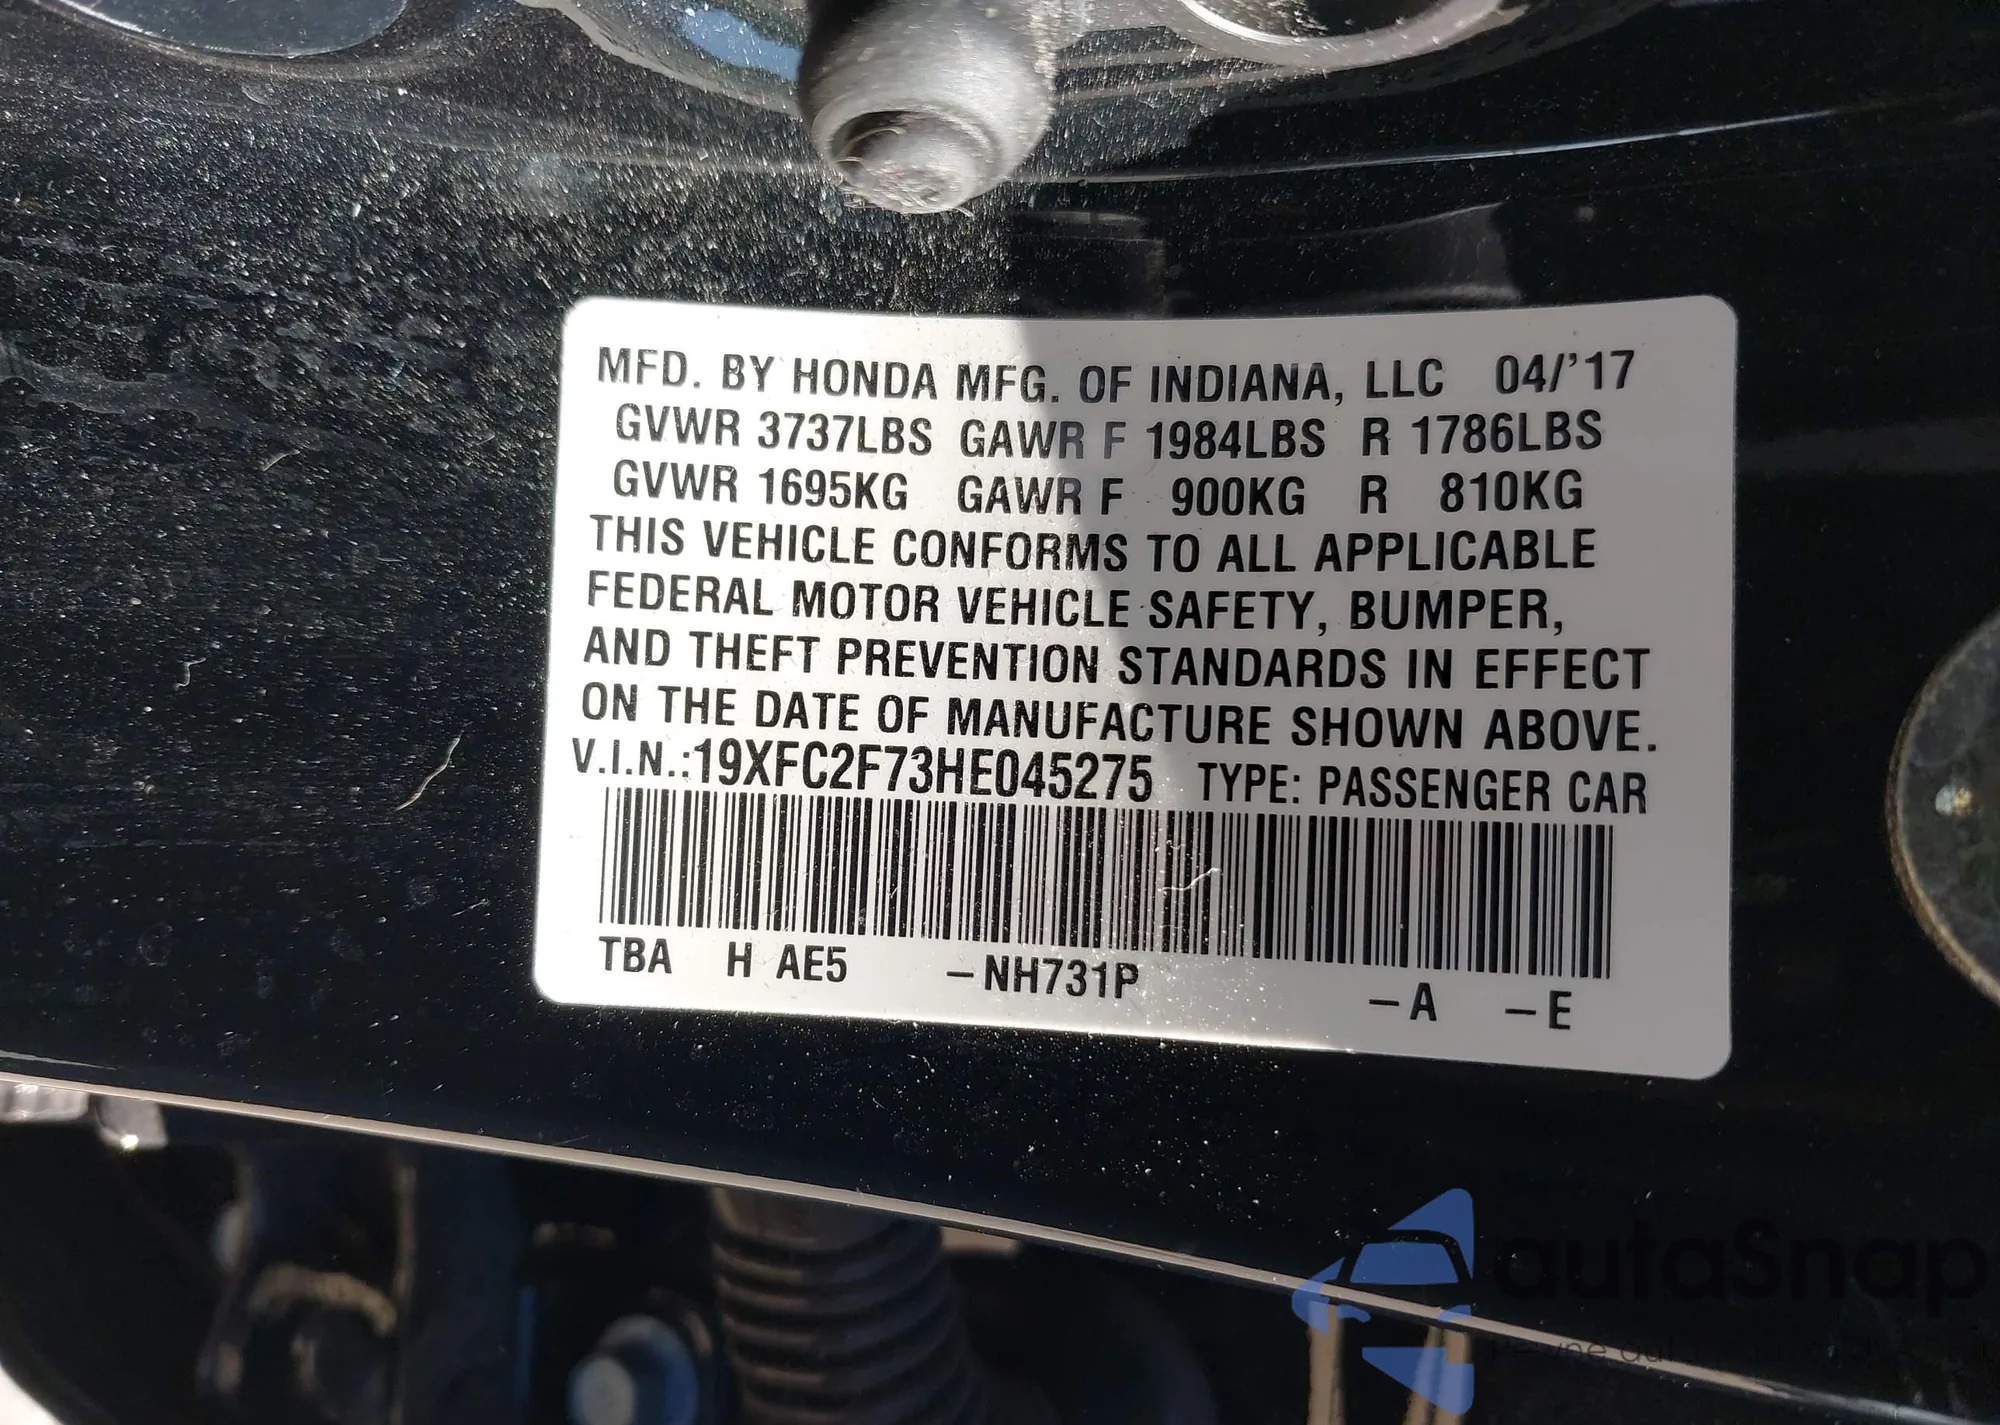 MFD. BY HONDA MFG. OF INDIANA, LLC 04/'17
GVWR 3737LBS GAWR F 1984LBS R 1786LBS
GVWR 1695KG GAWR F 900KG R 810KG
THIS VEHICLE CONFORMS TO ALL APPLICABLE
FEDERAL MOTOR VEHICLE SAFETY, BUMPER,
AND THEFT PREVENTION STANDARDS IN EFFECT
ON THE DATE OF MANUFACTURE SHOWN ABOVE.
V.I.N.:19XFC2F73HE045275 TYPE: PASSENGER CAR
TBA H AE5 –NH731P –A –E
autaSnap